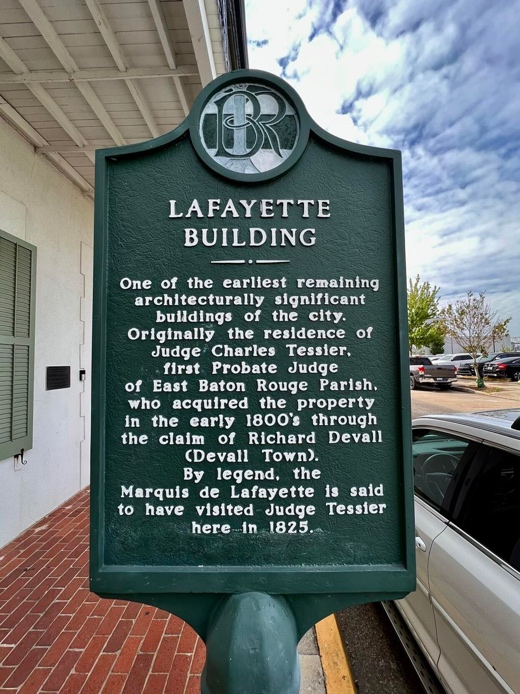 BR
LAFAYETTE
BUILDING
One of the earliest remaining
architecturally significant
buildings of the city.
Originally the residence of
Judge Charles Tessier,
first Probate Judge
of East Baton Rouge Parish,
who acquired the property
in the early 1800's through
the claim of Richard Devall
(Devall Town).
By legend, the
Marquis de Lafayette is said
to have visited Judge Tessier
here in 1825.